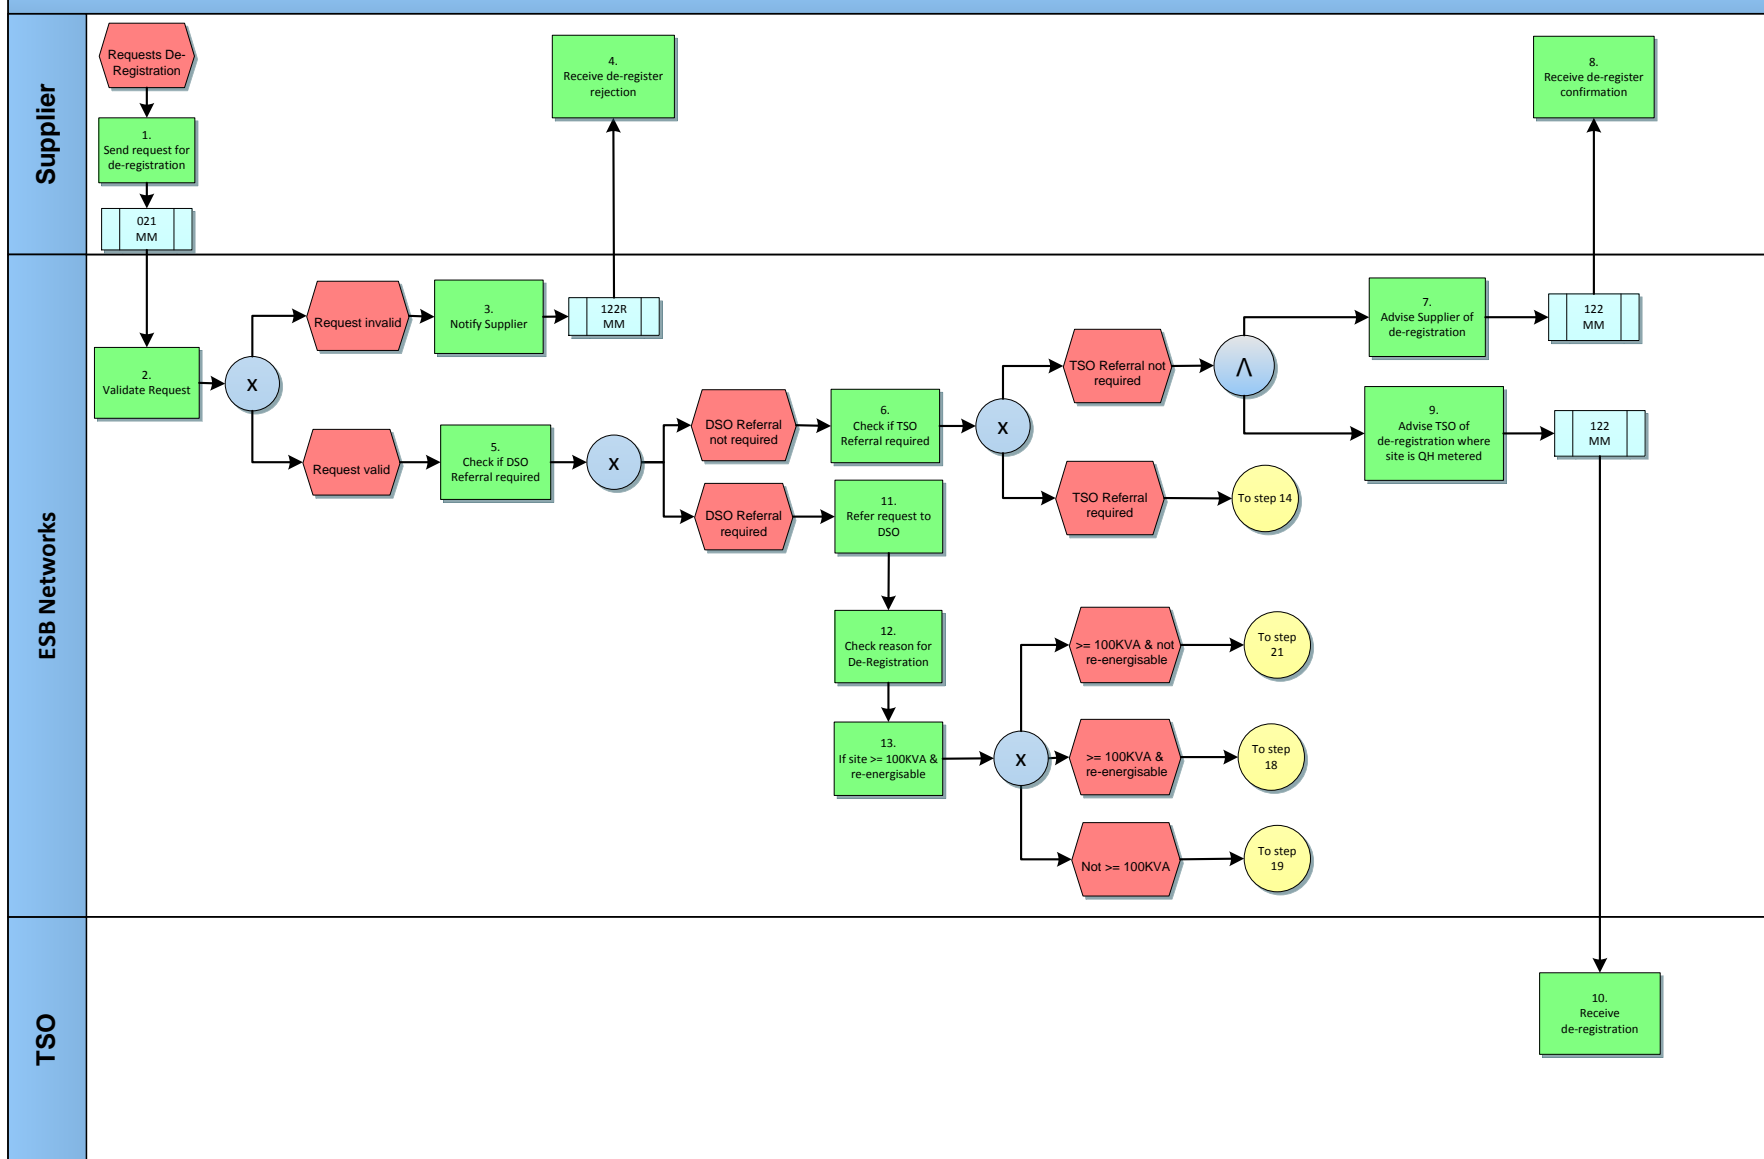 Supplier
Requests De-
Registration
1.
Send request for
de-registration
021
MM
4.
Receive de-register
rejection
8.
Receive de-register
confirmation
ESB Networks
2.
Validate Request
X
Request invalid
3.
Notify Supplier
122R
MM
Request valid
5.
Check if DSO
Referral required
X
DSO Referral
not required
6.
Check if TSO
Referral required
X
TSO Referral not
required
Λ
7.
Advise Supplier of
de-registration
122
MM
9.
Advise TSO of
de-registration where
site is QH metered
122
MM
TSO Referral
required
To step 14
DSO Referral
required
11.
Refer request to
DSO
12.
Check reason for
De-Registration
13.
If site >= 100KVA &
re-energisable
X
>= 100KVA & not
re-energisable
To step
21
>= 100KVA &
re-energisable
To step
18
Not >= 100KVA
To step
19
TSO
10.
Receive
de-registration